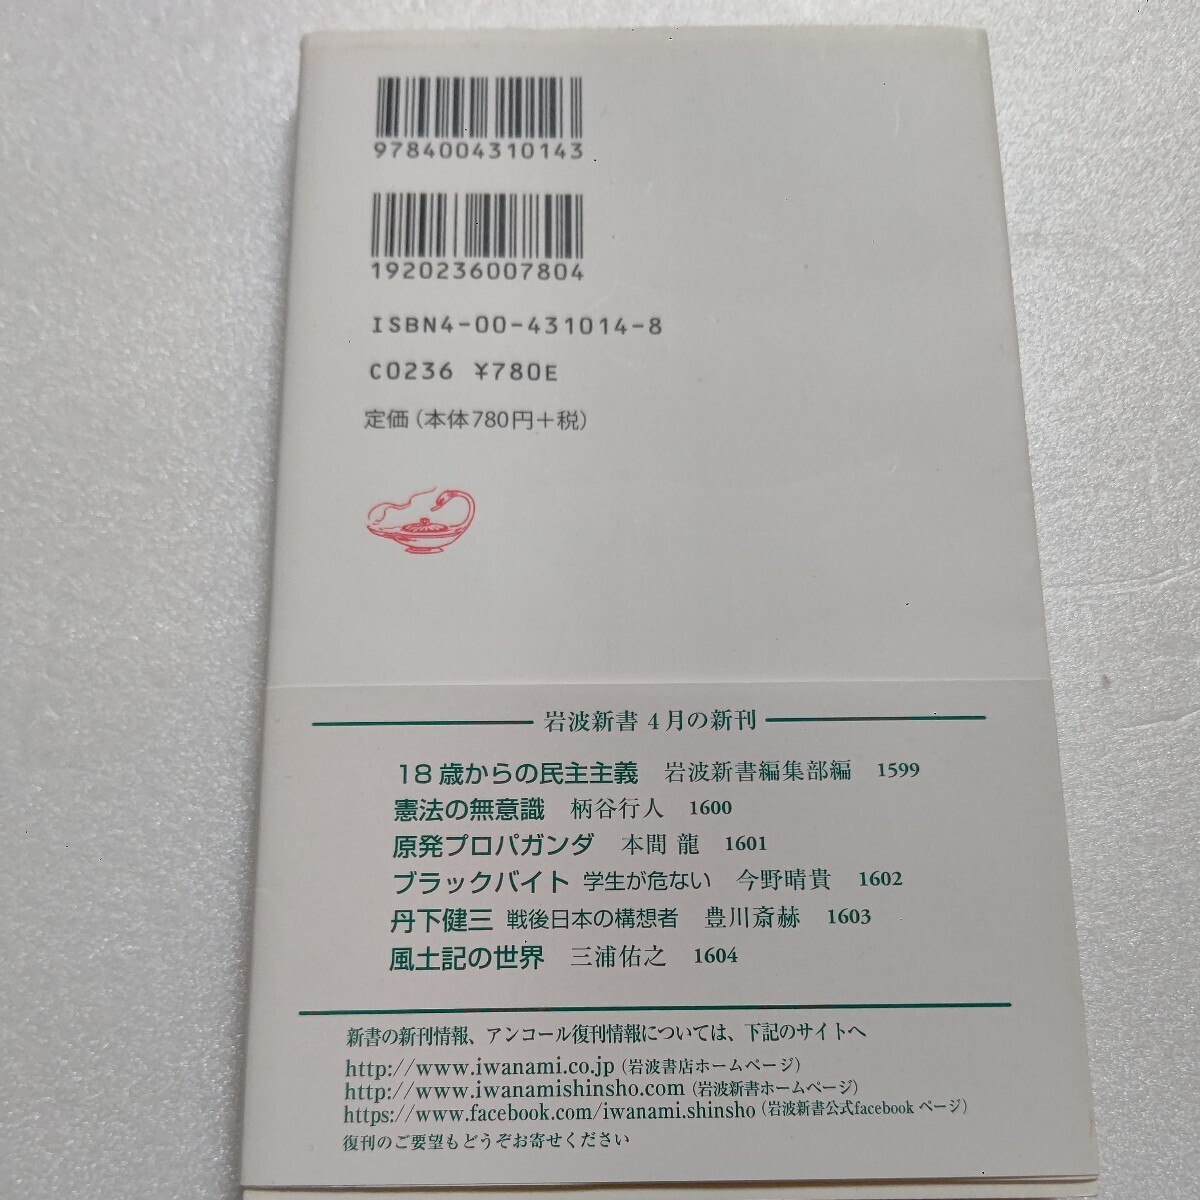 9784004310143
1920236007804
ISBN4-00-431014-8
C0236 ¥780E
定価（本体780円＋税）
岩波新書 4月の新刊
18歳からの民主主義 岩波新書編集部編 1599
憲法の無意識 柄谷行人 1600
原発プロパガンダ 本間 龍 1601
ブラックバイト 学生が危ない 今野晴貴 1602
丹下健三 戦後日本の構想者 豊川斎赫 1603
風土記の世界 三浦佑之 1604
新書の新刊情報、アンコール復刊情報については、下記のサイトへ
http://www.iwanami.co.jp（岩波書店ホームページ）
http://www.iwanamishinsho.com（岩波新書ホームページ）
https://www.facebook.com/iwanami.shinsho（岩波新書公式facebook ページ）
復刊のご要望もどうぞお寄せください